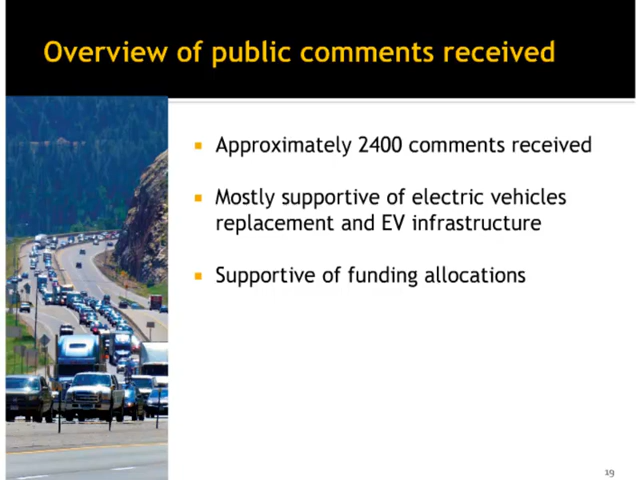 Overview of public comments received
▪ Approximately 2400 comments received
▪ Mostly supportive of electric vehicles
replacement and EV infrastructure
▪ Supportive of funding allocations
19